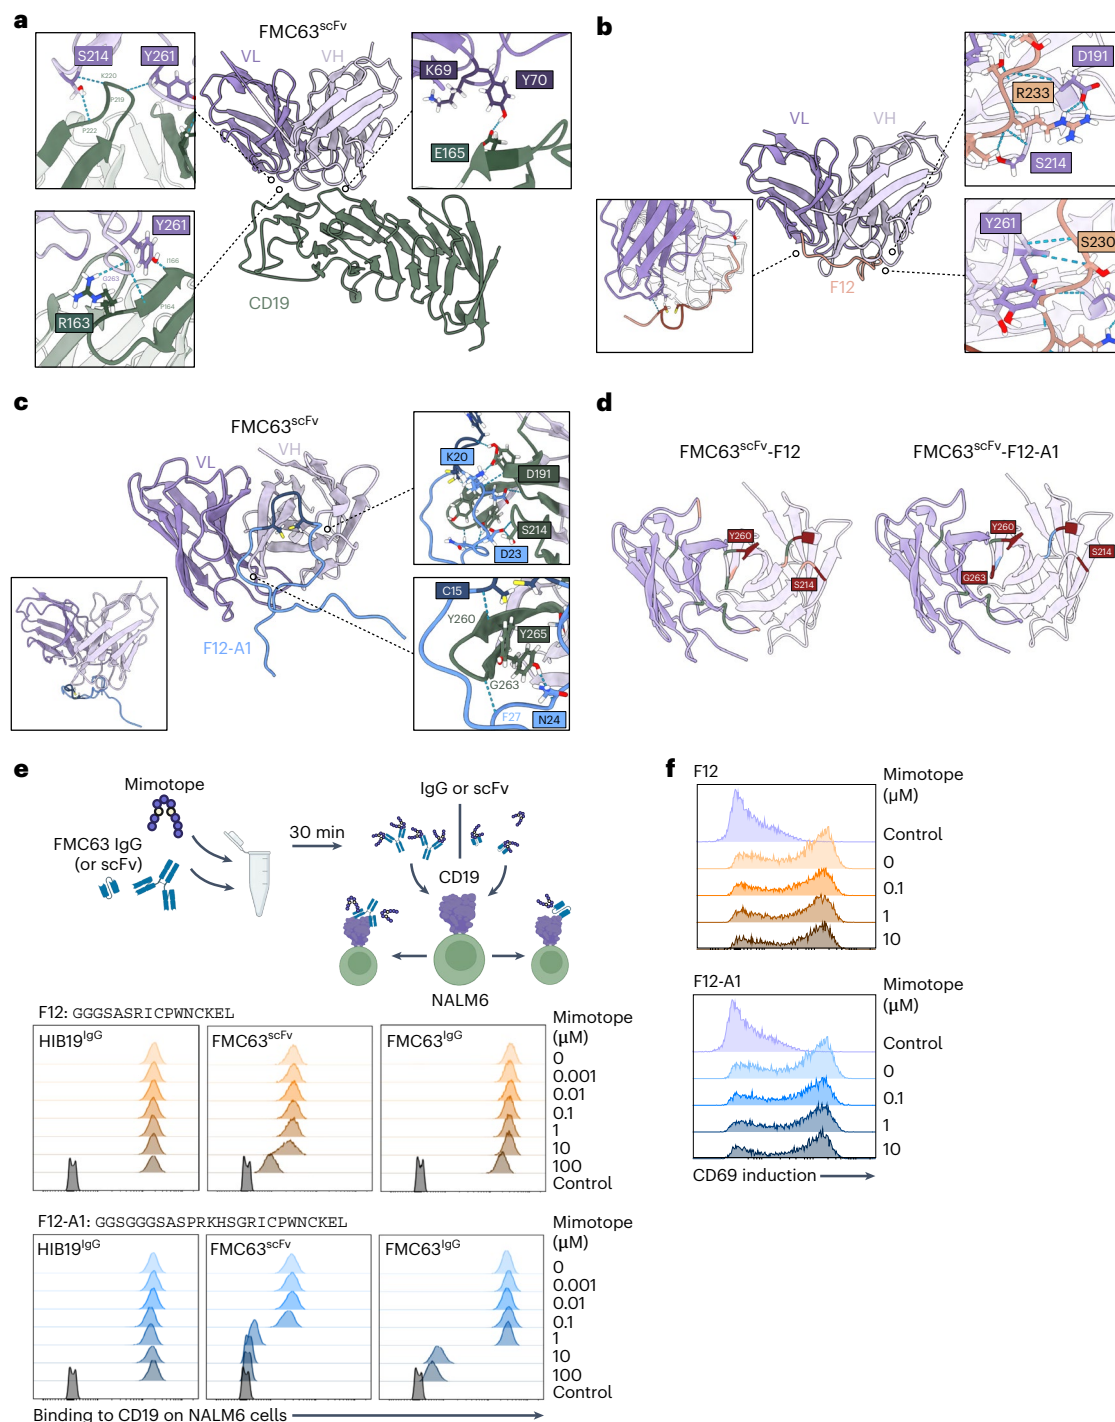 a
FMC63scFv
VL
VH
S214
Y261
K220
P219
P222
K69
Y70
E165
Y261
I166
G263
P164
R163
CD19
b
VL
VH
F12
D191
R233
S214
Y261
S230
c
FMC63scFv
VL
VH
F12-A1
K20
D191
S214
D23
C15
Y260
Y265
G263
F27
N24
d
FMC63scFv-F12
FMC63scFv-F12-A1
Y260
S214
Y260
G263
S214
e
Mimotope
FMC63 IgG
(or scFv)
30 min
IgG or scFv
CD19
NALM6
F12: GGGSASRICPWNCKEL
HIB19IgG
FMC63scFv
FMC63IgG
Mimotope
(μM)
0
0.001
0.01
0.1
1
10
100
Control
F12-A1: GGSGGGSASPRKHSGRICPWNCKEL
HIB19IgG
FMC63scFv
FMC63IgG
Mimotope
(μM)
0
0.001
0.01
0.1
1
10
100
Control
Binding to CD19 on NALM6 cells
f
F12
Mimotope
(μM)
Control
0
0.1
1
10
F12-A1
Mimotope
(μM)
Control
0
0.1
1
10
CD69 induction